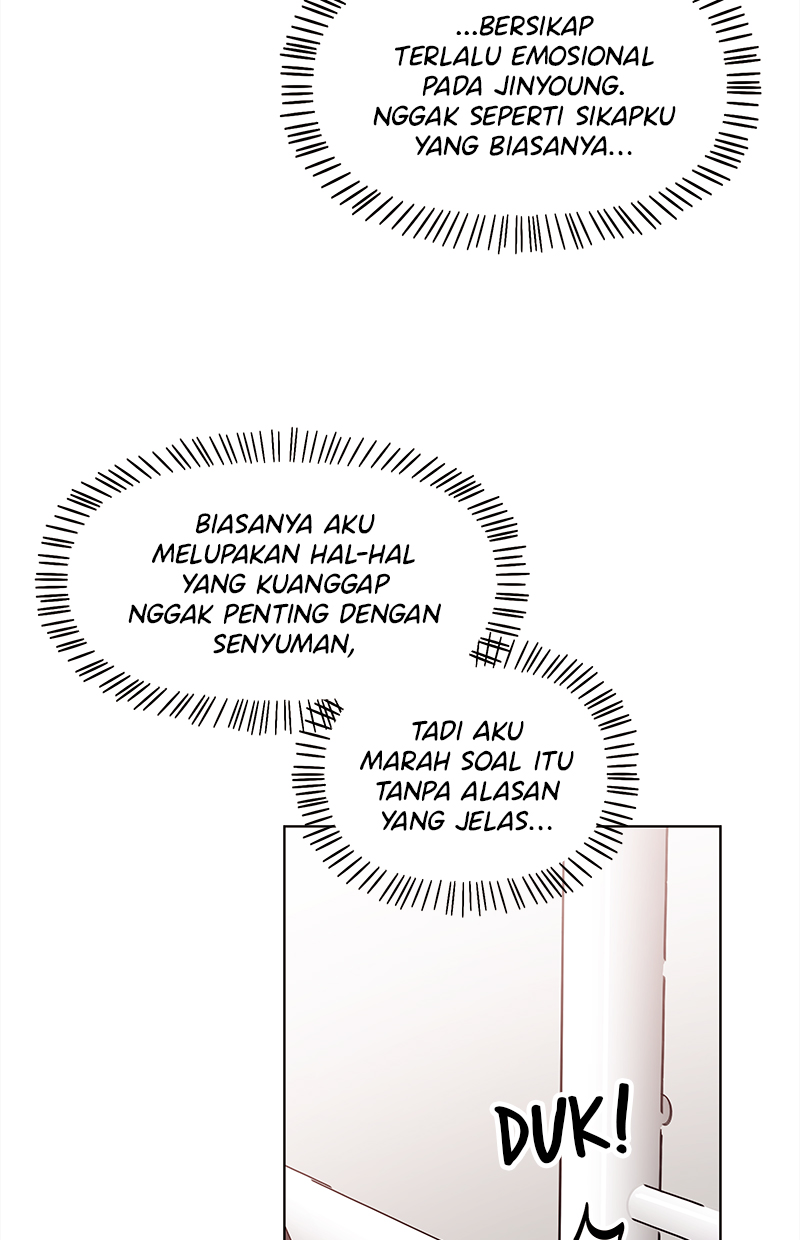 ...BERSIKAP
TERLALU EMOSIONAL
PADA JINYOUNG.
NGGAK SEPERTI SIKAPKU
YANG BIASANYA...
BIASANYA AKU
MELUPAKAN HAL-HAL
YANG KUANGGAP
NGGAK PENTING DENGAN
SENYUMAN,
TADI AKU
MARAH SOAL ITU
TANPA ALASAN
YANG JELAS...
DUK!